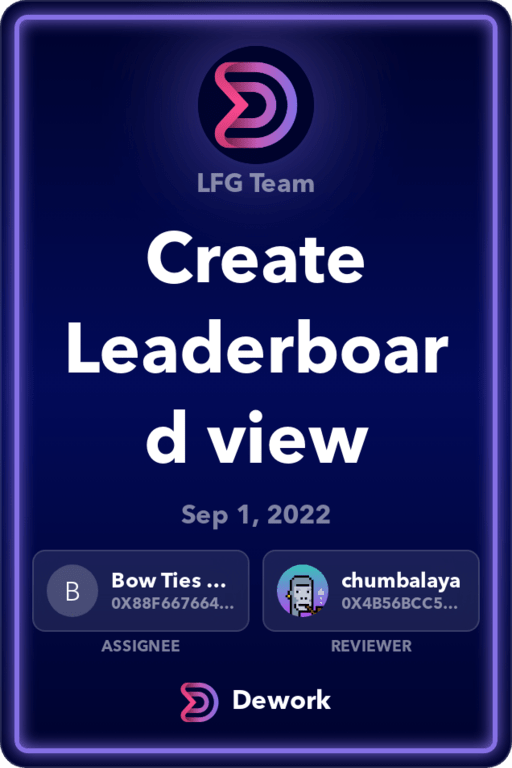 LFG Team
Create
Leaderboar
d view
Sep 1, 2022
B
Bow Ties ...
0X88F667664...
ASSIGNEE
chumbalaya
0X4B56BCC5...
REVIEWER
Dework